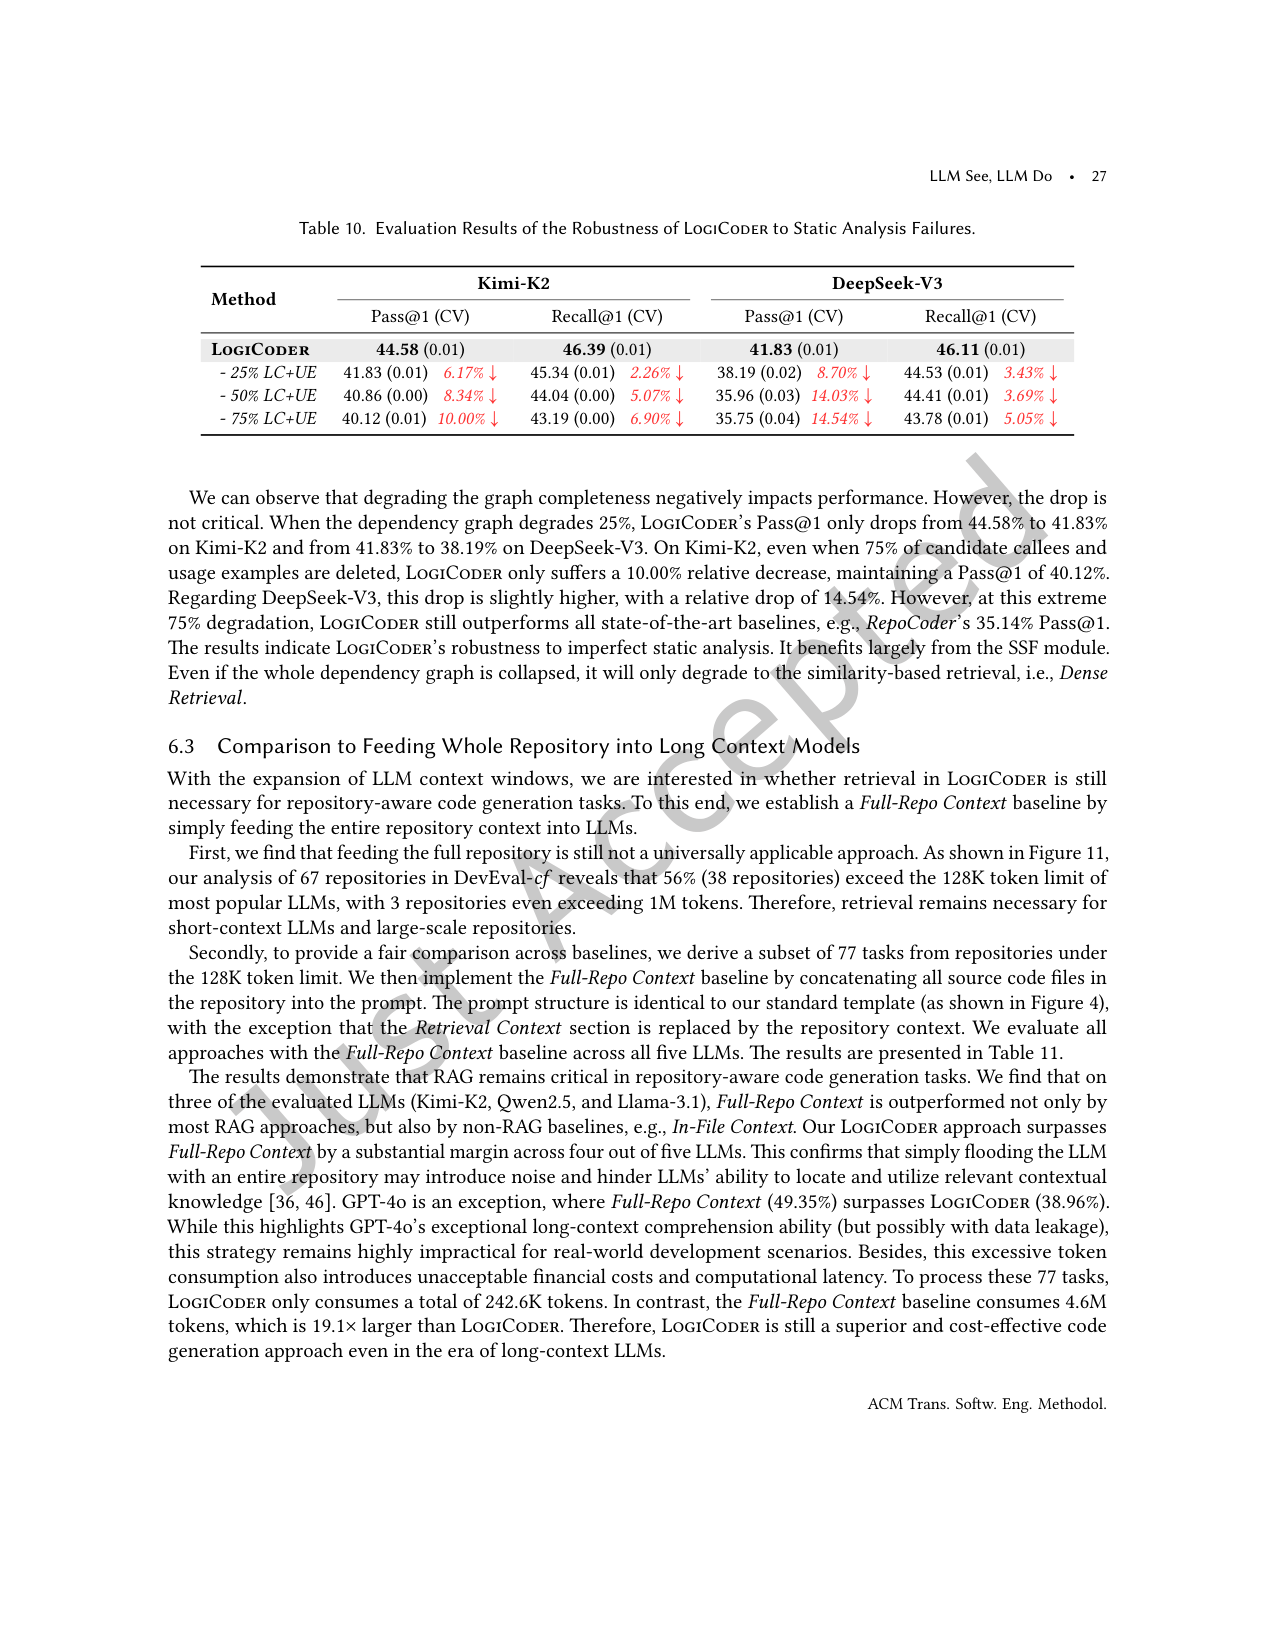 LLM See, LLM Do • 27
Table 10. Evaluation Results of the Robustness of LOGICODER to Static Analysis Failures.
Method Kimi-K2 DeepSeek-V3
Pass@1 (CV) Recall@1 (CV) Pass@1 (CV) Recall@1 (CV)
LOGICODER 44.58 (0.01) 46.39 (0.01) 41.83 (0.01) 46.11 (0.01)
- 25% LC+UE 41.83 (0.01) 6.17% ↓ 45.34 (0.01) 2.26% ↓ 38.19 (0.02) 8.70% ↓ 44.53 (0.01) 3.43% ↓
- 50% LC+UE 40.86 (0.00) 8.34% ↓ 44.04 (0.00) 5.07% ↓ 35.96 (0.03) 14.03% ↓ 44.41 (0.01) 3.69% ↓
- 75% LC+UE 40.12 (0.01) 10.00% ↓ 43.19 (0.00) 6.90% ↓ 35.75 (0.04) 14.54% ↓ 43.78 (0.01) 5.05% ↓
We can observe that degrading the graph completeness negatively impacts performance. However, the drop is
not critical. When the dependency graph degrades 25%, LOGICODER's Pass@1 only drops from 44.58% to 41.83%
on Kimi-K2 and from 41.83% to 38.19% on DeepSeek-V3. On Kimi-K2, even when 75% of candidate callees and
usage examples are deleted, LOGICODER only suffers a 10.00% relative decrease, maintaining a Pass@1 of 40.12%.
Regarding DeepSeek-V3, this drop is slightly higher, with a relative drop of 14.54%. However, at this extreme
75% degradation, LOGICODER still outperforms all state-of-the-art baselines, e.g., RepoCoder's 35.14% Pass@1.
The results indicate LOGICODER's robustness to imperfect static analysis. It benefits largely from the SSF module.
Even if the whole dependency graph is collapsed, it will only degrade to the similarity-based retrieval, i.e., Dense
Retrieval.
6.3 Comparison to Feeding Whole Repository into Long Context Models
With the expansion of LLM context windows, we are interested in whether retrieval in LOGICODER is still
necessary for repository-aware code generation tasks. To this end, we establish a Full-Repo Context baseline by
simply feeding the entire repository context into LLMs.
First, we find that feeding the full repository is still not a universally applicable approach. As shown in Figure 11,
our analysis of 67 repositories in DevEval-cf reveals that 56% (38 repositories) exceed the 128K token limit of
most popular LLMs, with 3 repositories even exceeding 1M tokens. Therefore, retrieval remains necessary for
short-context LLMs and large-scale repositories.
Secondly, to provide a fair comparison across baselines, we derive a subset of 77 tasks from repositories under
the 128K token limit. We then implement the Full-Repo Context baseline by concatenating all source code files in
the repository into the prompt. The prompt structure is identical to our standard template (as shown in Figure 4),
with the exception that the Retrieval Context section is replaced by the repository context. We evaluate all
approaches with the Full-Repo Context baseline across all five LLMs. The results are presented in Table 11.
The results demonstrate that RAG remains critical in repository-aware code generation tasks. We find that on
three of the evaluated LLMs (Kimi-K2, Qwen2.5, and Llama-3.1), Full-Repo Context is outperformed not only by
most RAG approaches, but also by non-RAG baselines, e.g., In-File Context. Our LOGICODER approach surpasses
Full-Repo Context by a substantial margin across four out of five LLMs. This confirms that simply flooding the LLM
with an entire repository may introduce noise and hinder LLMs' ability to locate and utilize relevant contextual
knowledge [36, 46]. GPT-4o is an exception, where Full-Repo Context (49.35%) surpasses LOGICODER (38.96%).
While this highlights GPT-4o's exceptional long-context comprehension ability (but possibly with data leakage),
this strategy remains highly impractical for real-world development scenarios. Besides, this excessive token
consumption also introduces unacceptable financial costs and computational latency. To process these 77 tasks,
LOGICODER only consumes a total of 242.6K tokens. In contrast, the Full-Repo Context baseline consumes 4.6M
tokens, which is 19.1× larger than LOGICODER. Therefore, LOGICODER is still a superior and cost-effective code
generation approach even in the era of long-context LLMs.
ACM Trans. Softw. Eng. Methodol.
Just Accepted